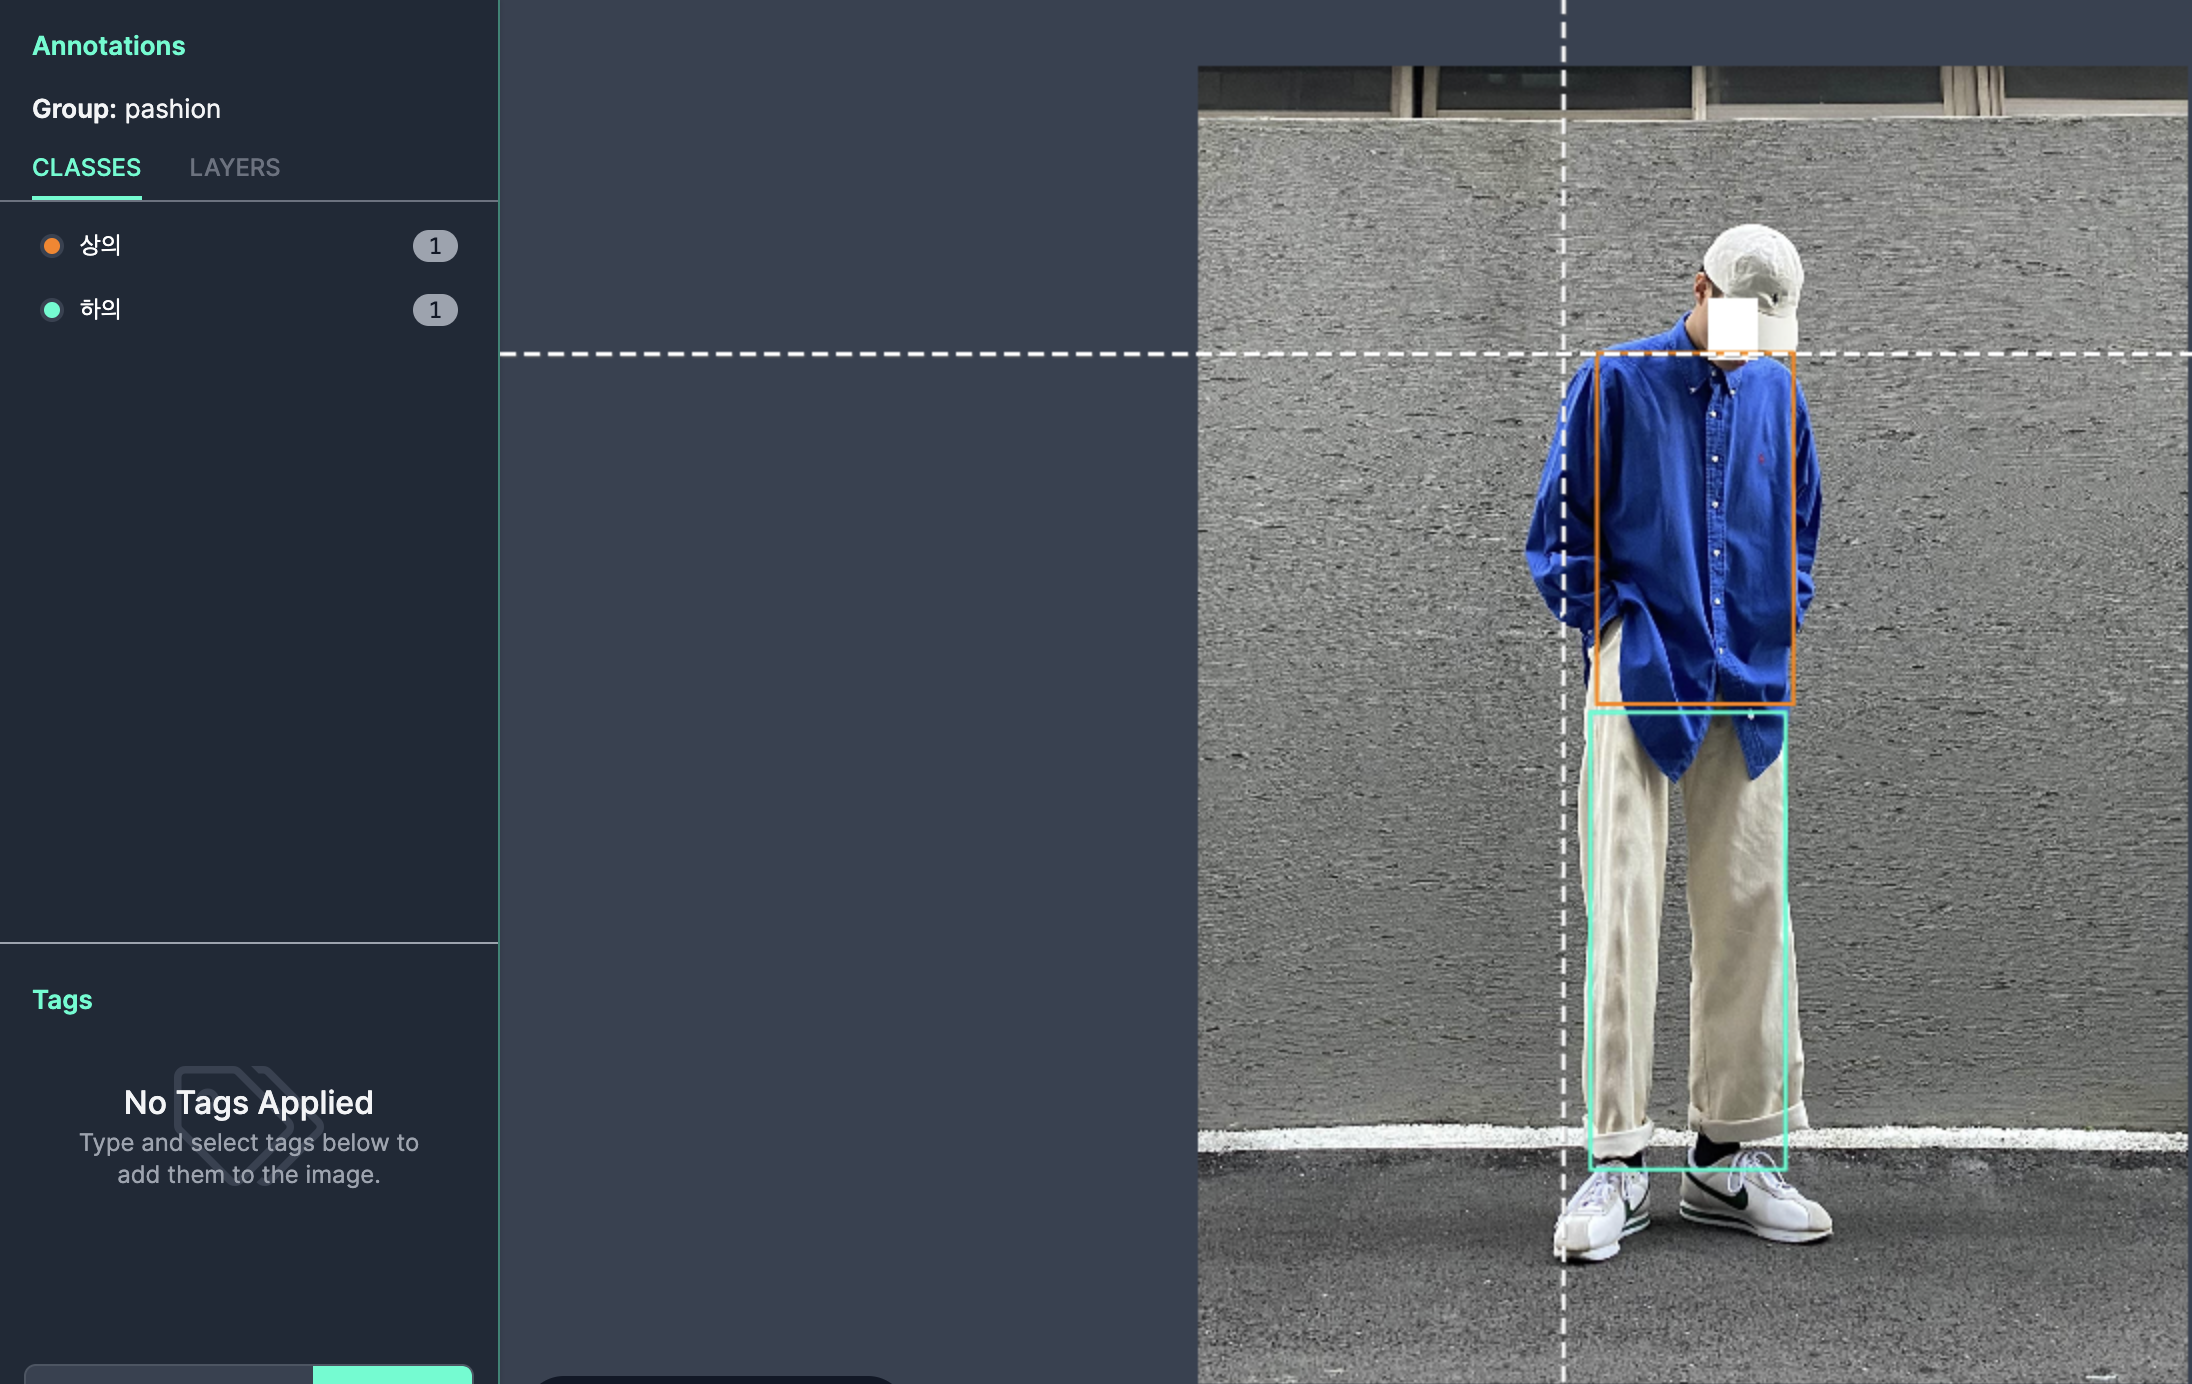 Annotations
Group: pashion
CLASSES LAYERS
상의 1
하의 1
Tags
No Tags Applied
Type and select tags below to
add them to the image.